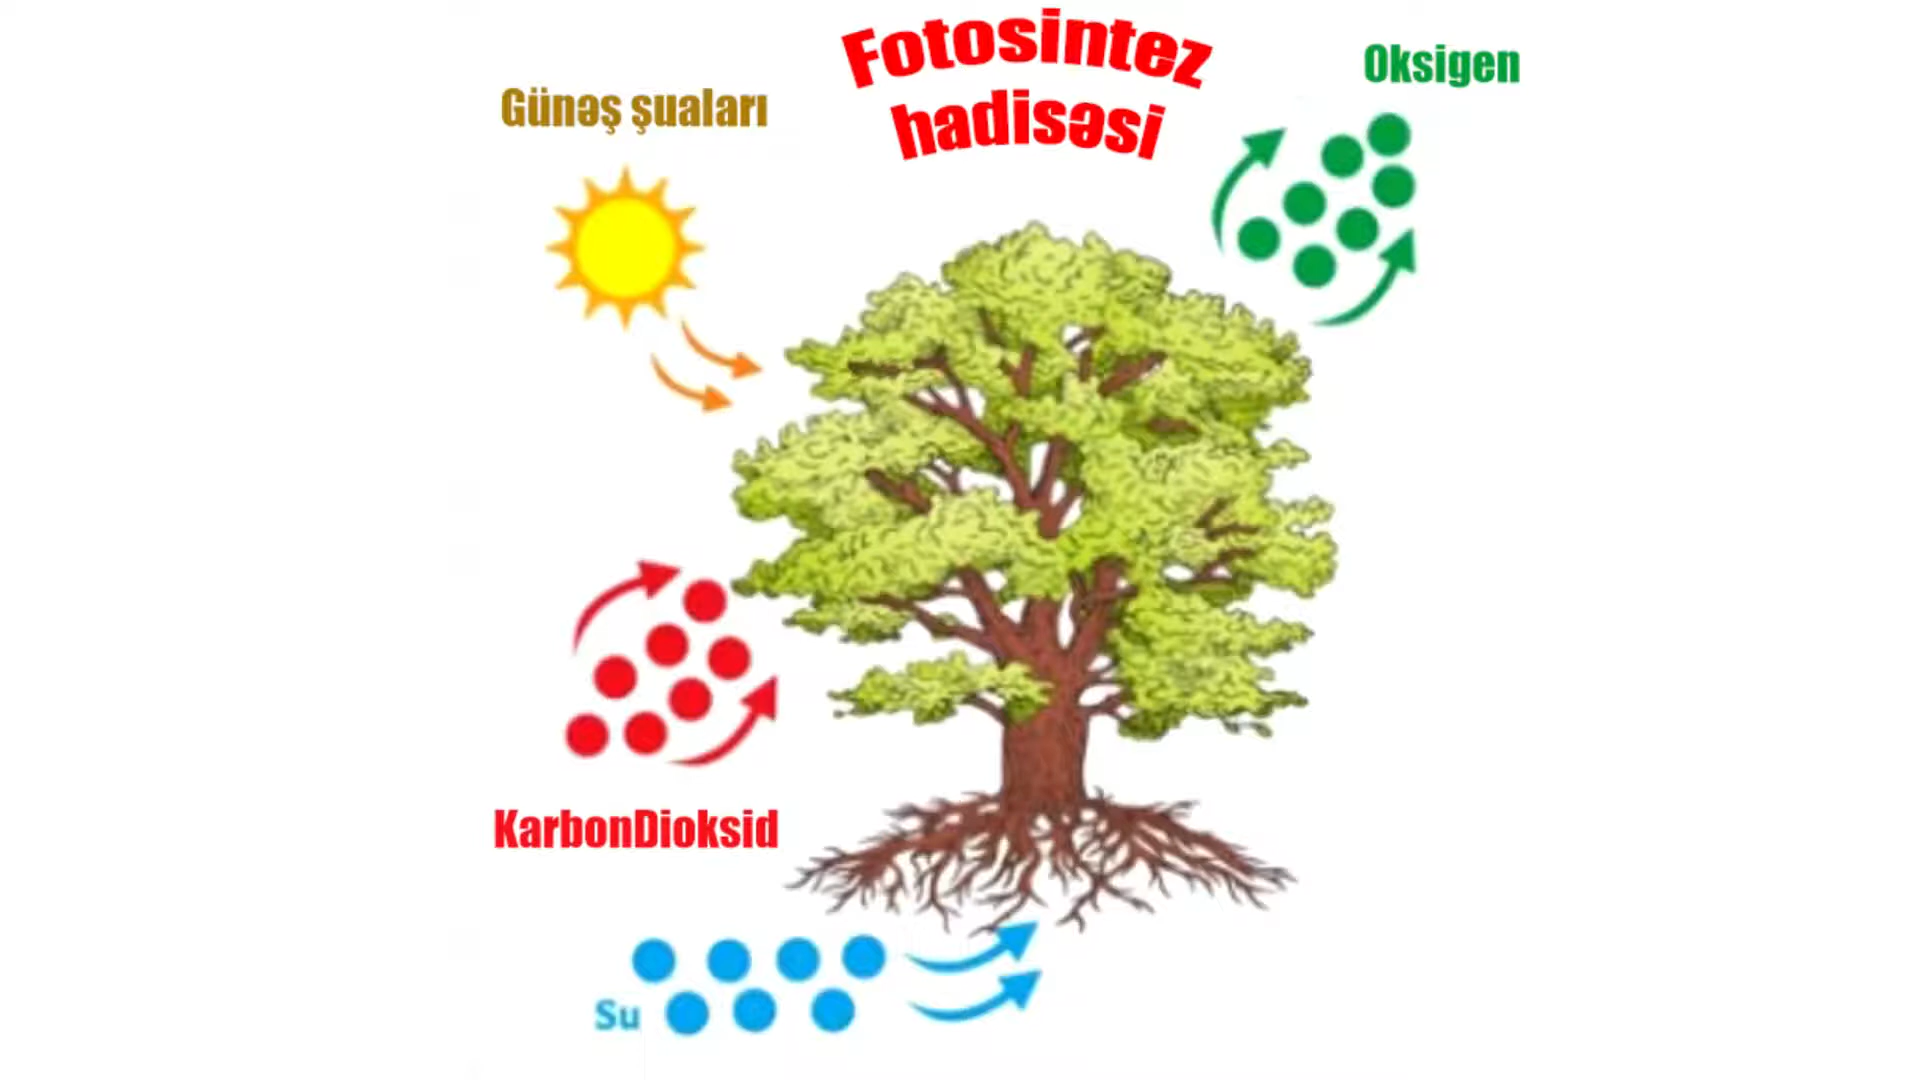 Fotosintez
hadisəsi
Günəş şuaları
Oksigen
KarbonDioksid
Su